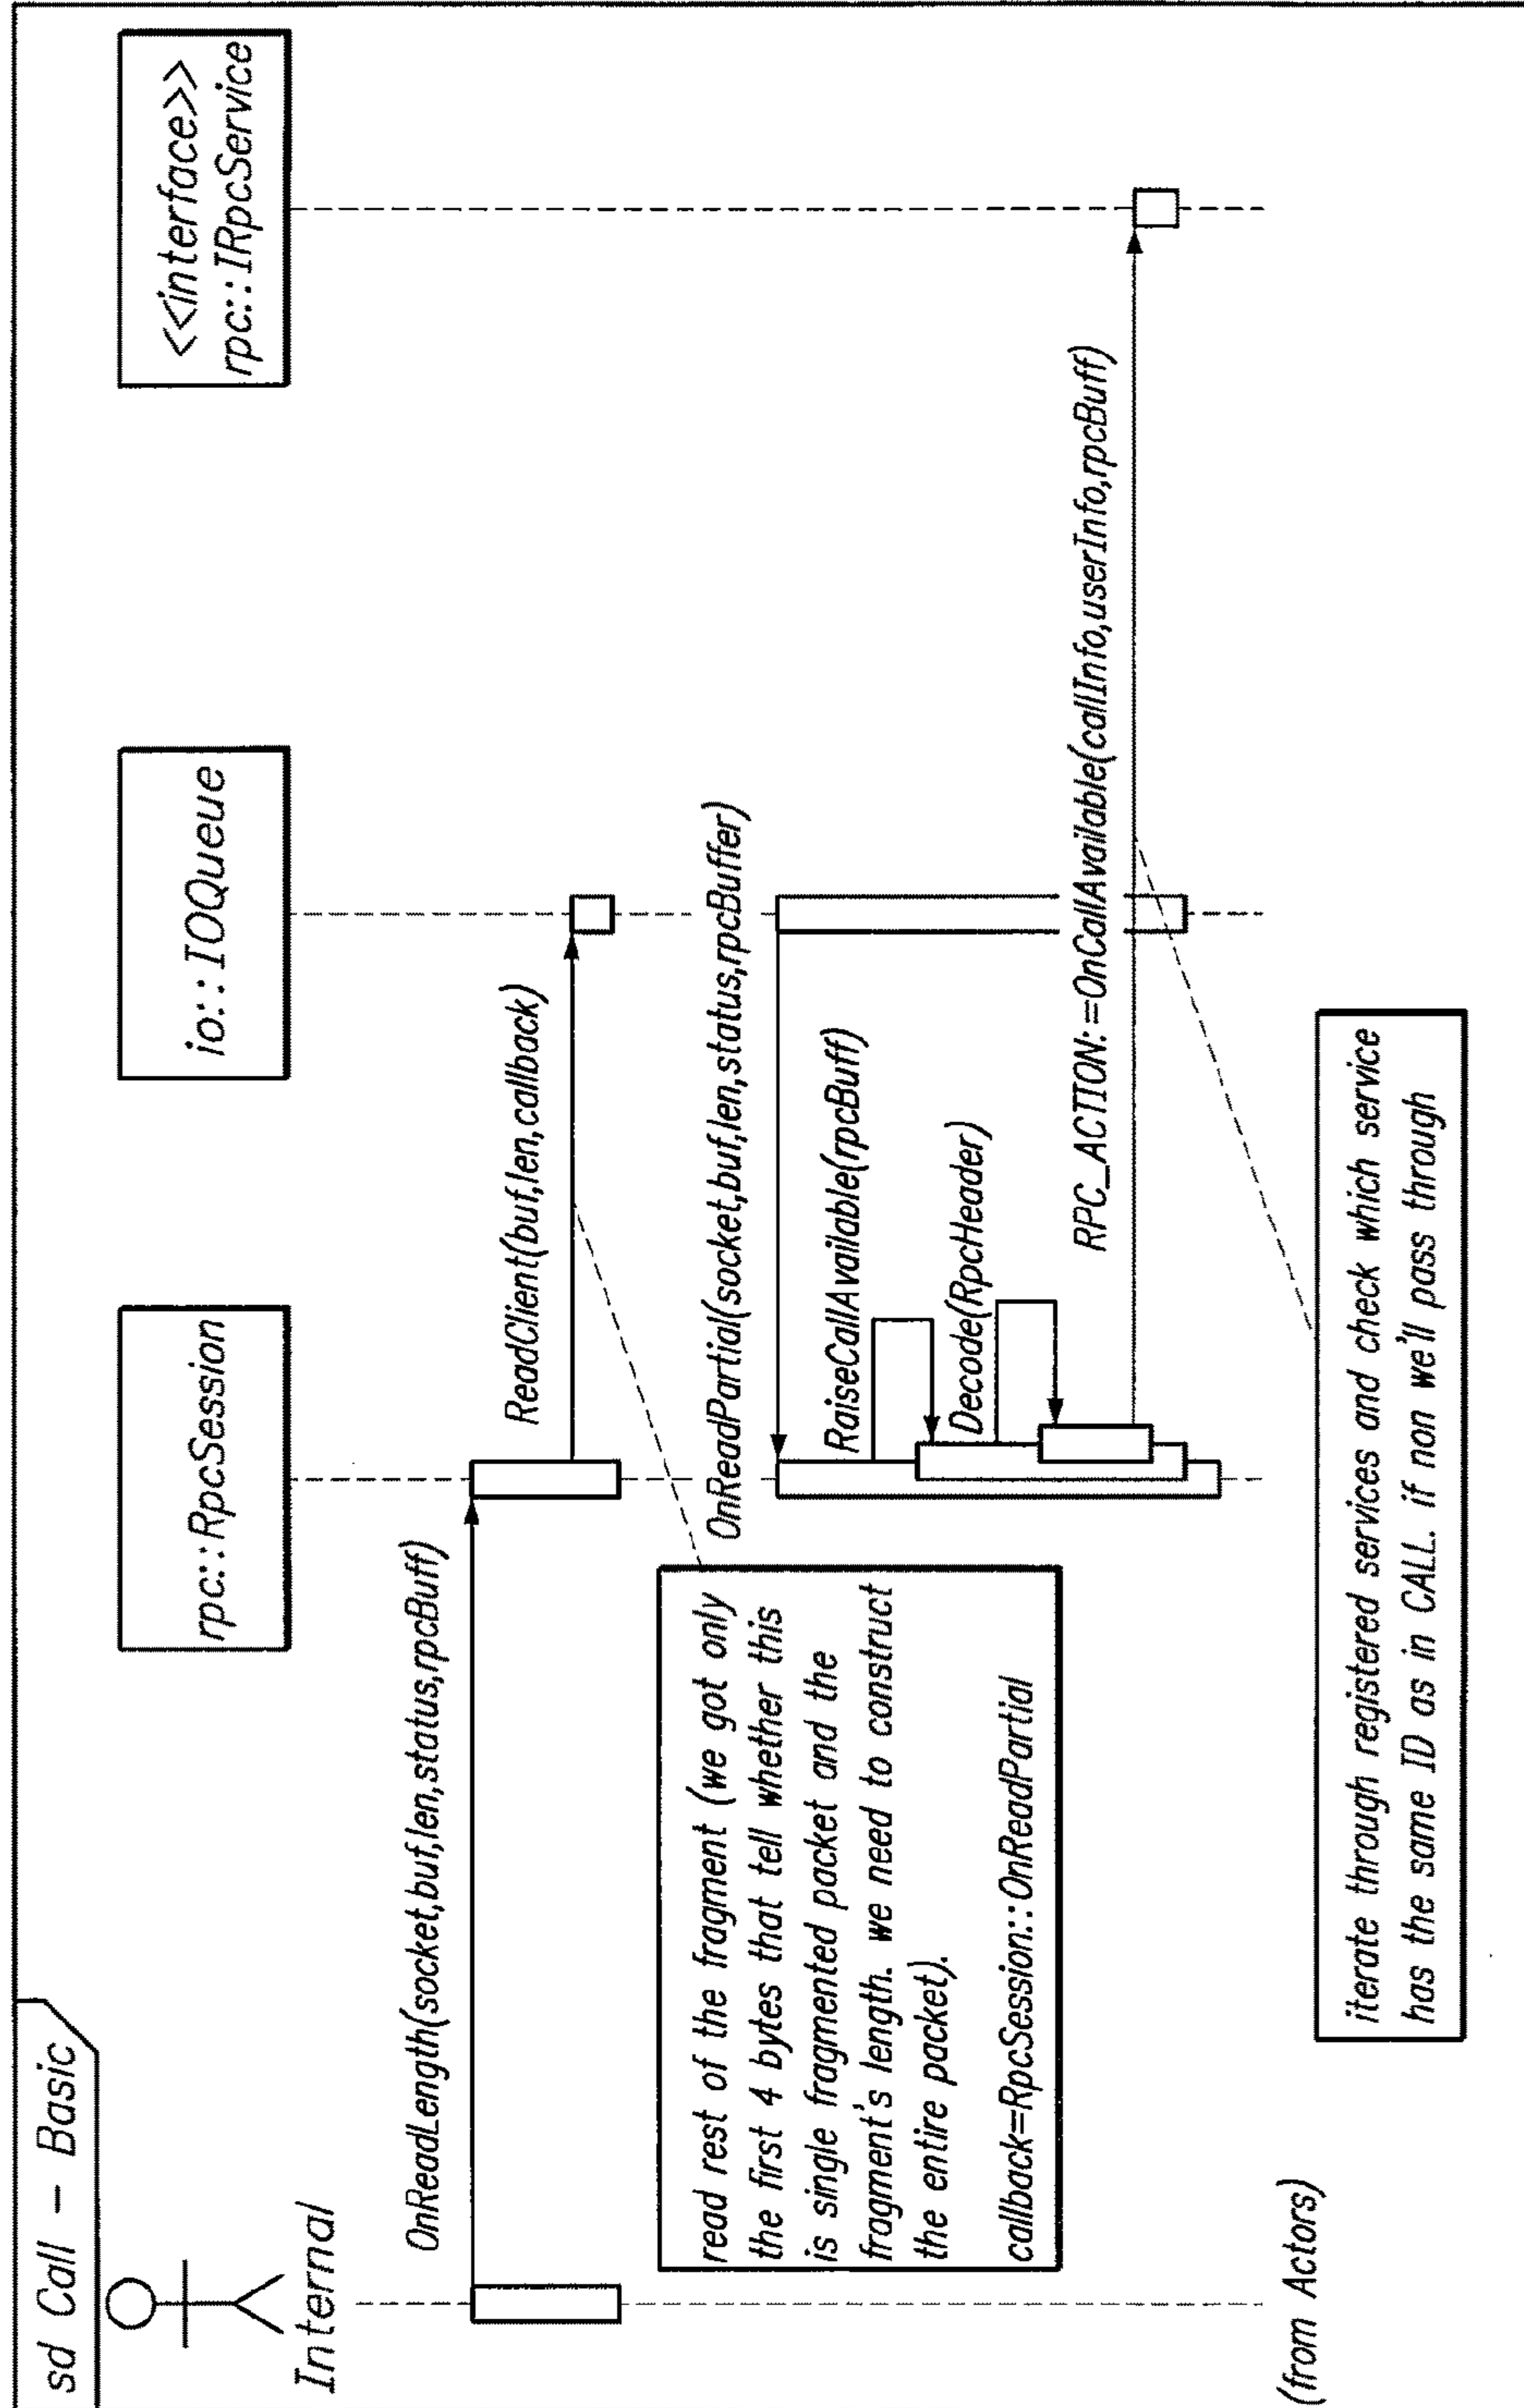 sd Call - Basic
Internal
rpc::RpcSession
io::IOQueue
<<interface>>
rpc::IRpcService
OnReadLength(socket,buf,len,status,rpcBuff)
ReadClient(buf,len,callback)
read rest of the fragment (we got only
the first 4 bytes that tell whether this
is single fragmented packet and the
fragment's length. we need to construct
the entire packet).
callback=RpcSession::OnReadPartial
OnReadPartial(socket,buf,len,status,rpcBuffer)
RaiseCallAvailable(rpcBuff)
Decode(RpcHeader)
RPC_ACTION:=OnCallAvailable(callInfo,userInfo,rpcBuff)
(from Actors)
iterate through registered services and check which service
has the same ID as in CALL. if non we'll pass through